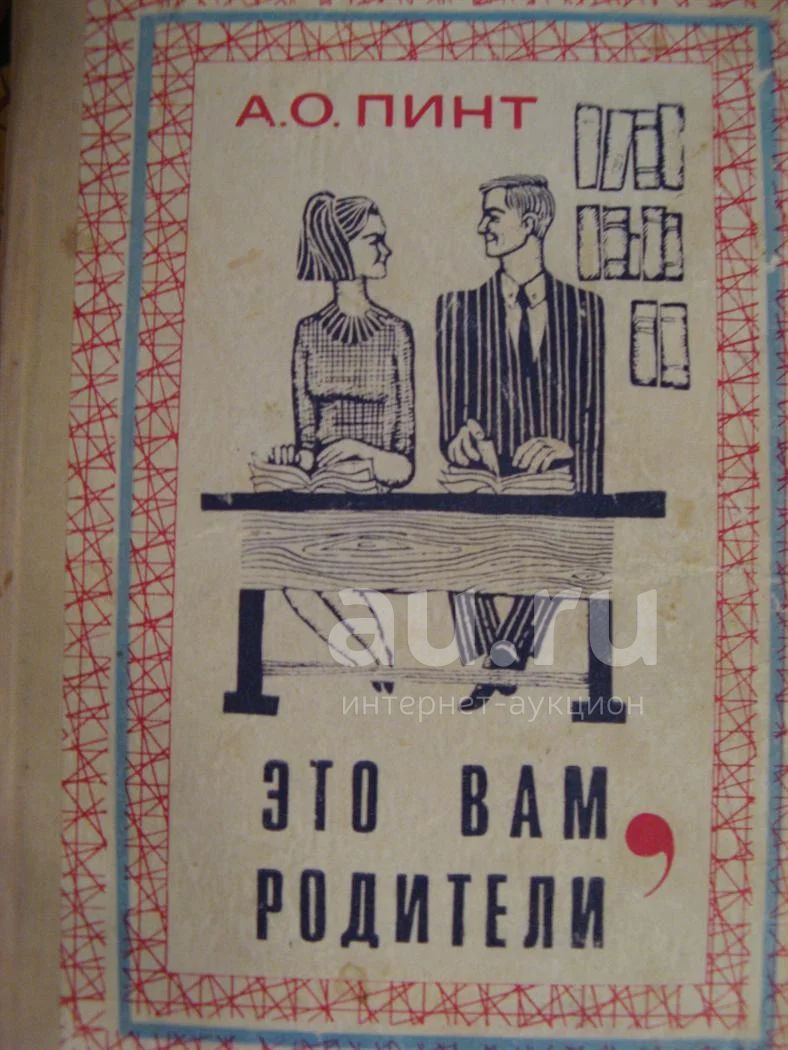 А.О. ПИНТ
au.ru
интернет-аукцион
ЭТО ВАМ,
РОДИТЕЛИ